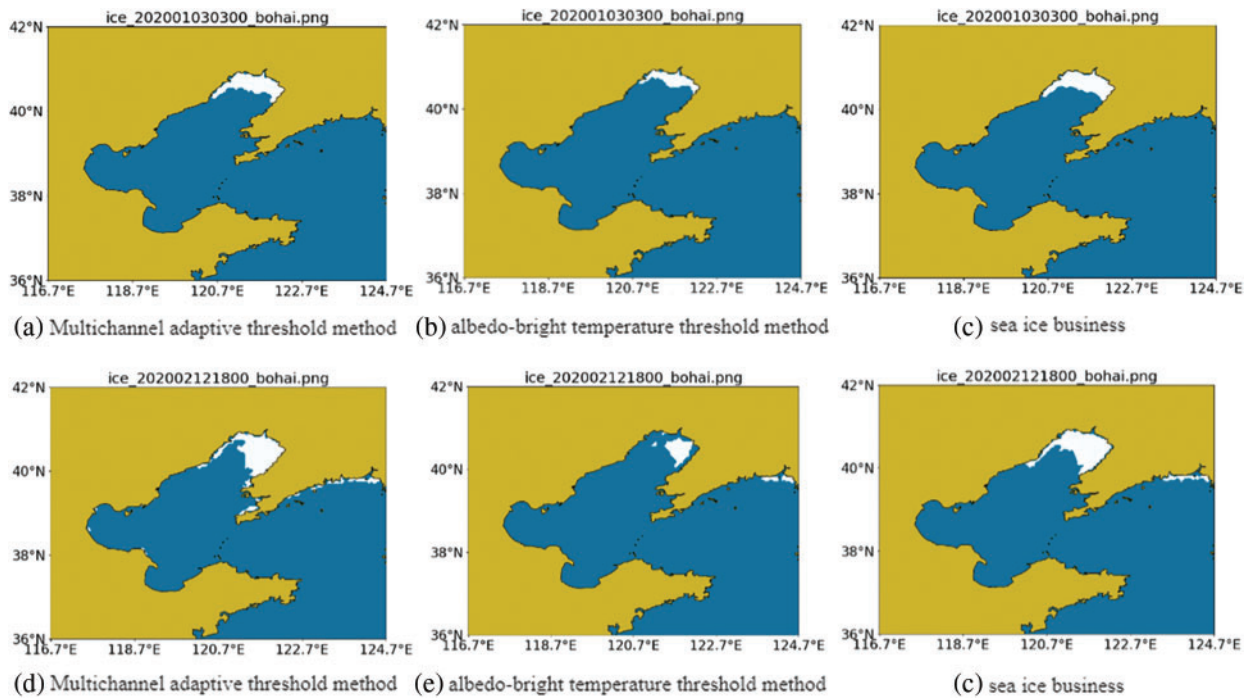 ice_202001030300_bohai.png ice_202001030300_bohai.png ice_202001030300_bohai.png
42°N 42°N 42°N
40°N 40°N 40°N
38°N 38°N 38°N
36°N 36°N 36°N
116.7°E 118.7°E 120.7°E 122.7°E 124.7°E 116.7°E 118.7°E 120.7°E 122.7°E 124.7°E 116.7°E 118.7°E 120.7°E 122.7°E 124.7°E
(a) Multichannel adaptive threshold method (b) albedo-bright temperature threshold method (c) sea ice business
ice_202002121800_bohai.png ice_202002121800_bohai.png ice_202002121800_bohai.png
42°N 42°N 42°N
40°N 40°N 40°N
38°N 38°N 38°N
36°N 36°N 36°N
116.7°E 118.7°E 120.7°E 122.7°E 124.7°E 116.7°E 118.7°E 120.7°E 122.7°E 124.7°E 116.7°E 118.7°E 120.7°E 122.7°E 124.7°E
(d) Multichannel adaptive threshold method (e) albedo-bright temperature threshold method (c) sea ice business